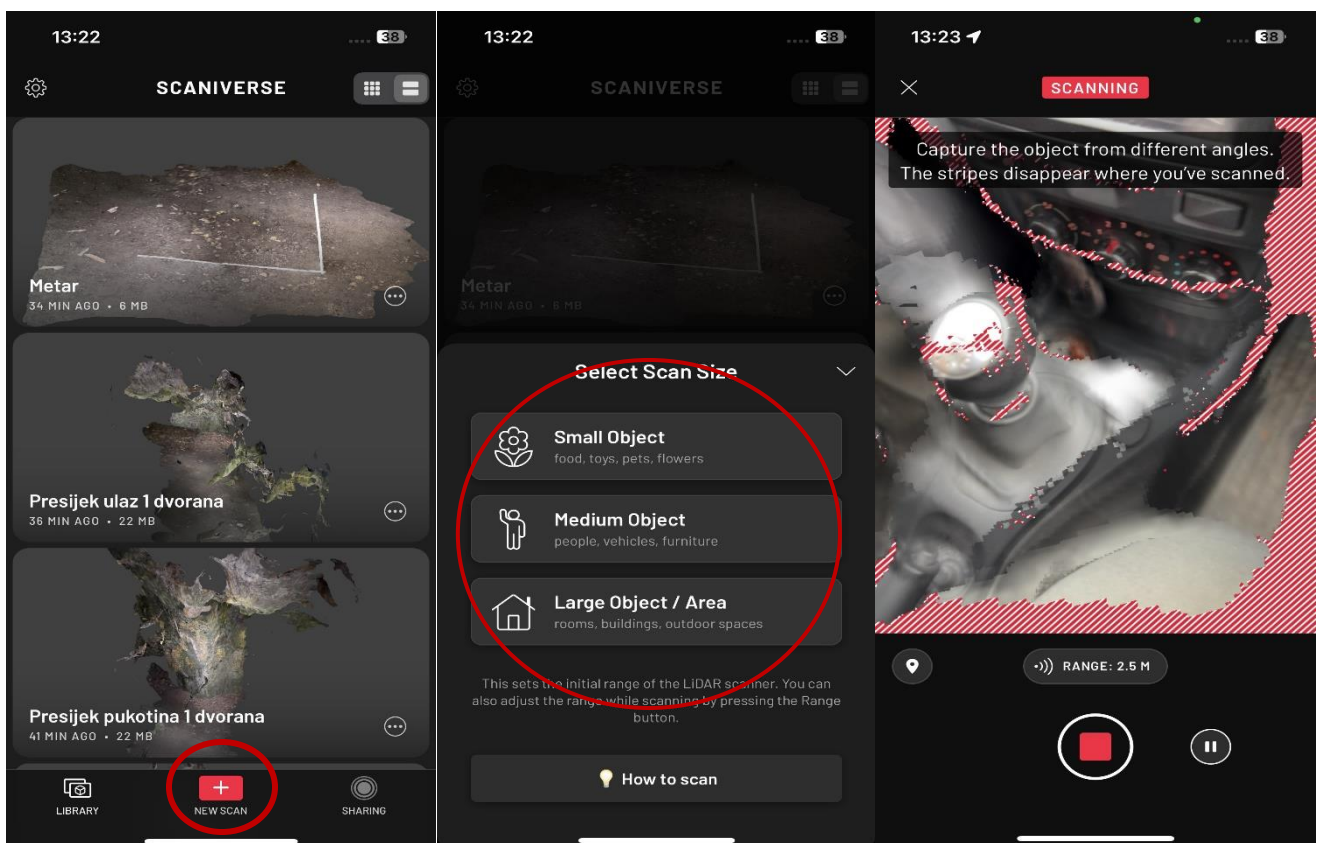 13:22
38
SCANIVERSE
Metar
34 MIN AGO • 6 MB
Presijek ulaz 1 dvorana
36 MIN AGO • 22 MB
Presijek pukotina 1 dvorana
41 MIN AGO • 22 MB
LIBRARY
NEW SCAN
SHARING
13:22
38
SCANIVERSE
Metar
34 MIN AGO • 6 MB
Select Scan Size
Small Object
food, toys, pets, flowers
Medium Object
people, vehicles, furniture
Large Object / Area
rooms, buildings, outdoor spaces
This sets the initial range of the LiDAR scanner. You can
also adjust the range while scanning by pressing the Range
button.
How to scan
13:23
38
SCANNING
Capture the object from different angles.
The stripes disappear where you've scanned.
RANGE: 2.5 M